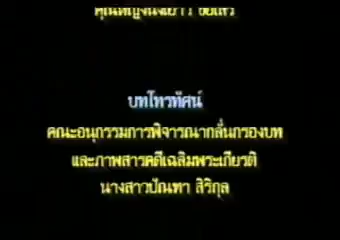 บทโทรทัศน์
คณะอนุกรรมการพิจารณากลั่นกรองบท
และภาพสารคดีเฉลิมพระเกียรติ
นางสาวปัณฑา สิริกุล